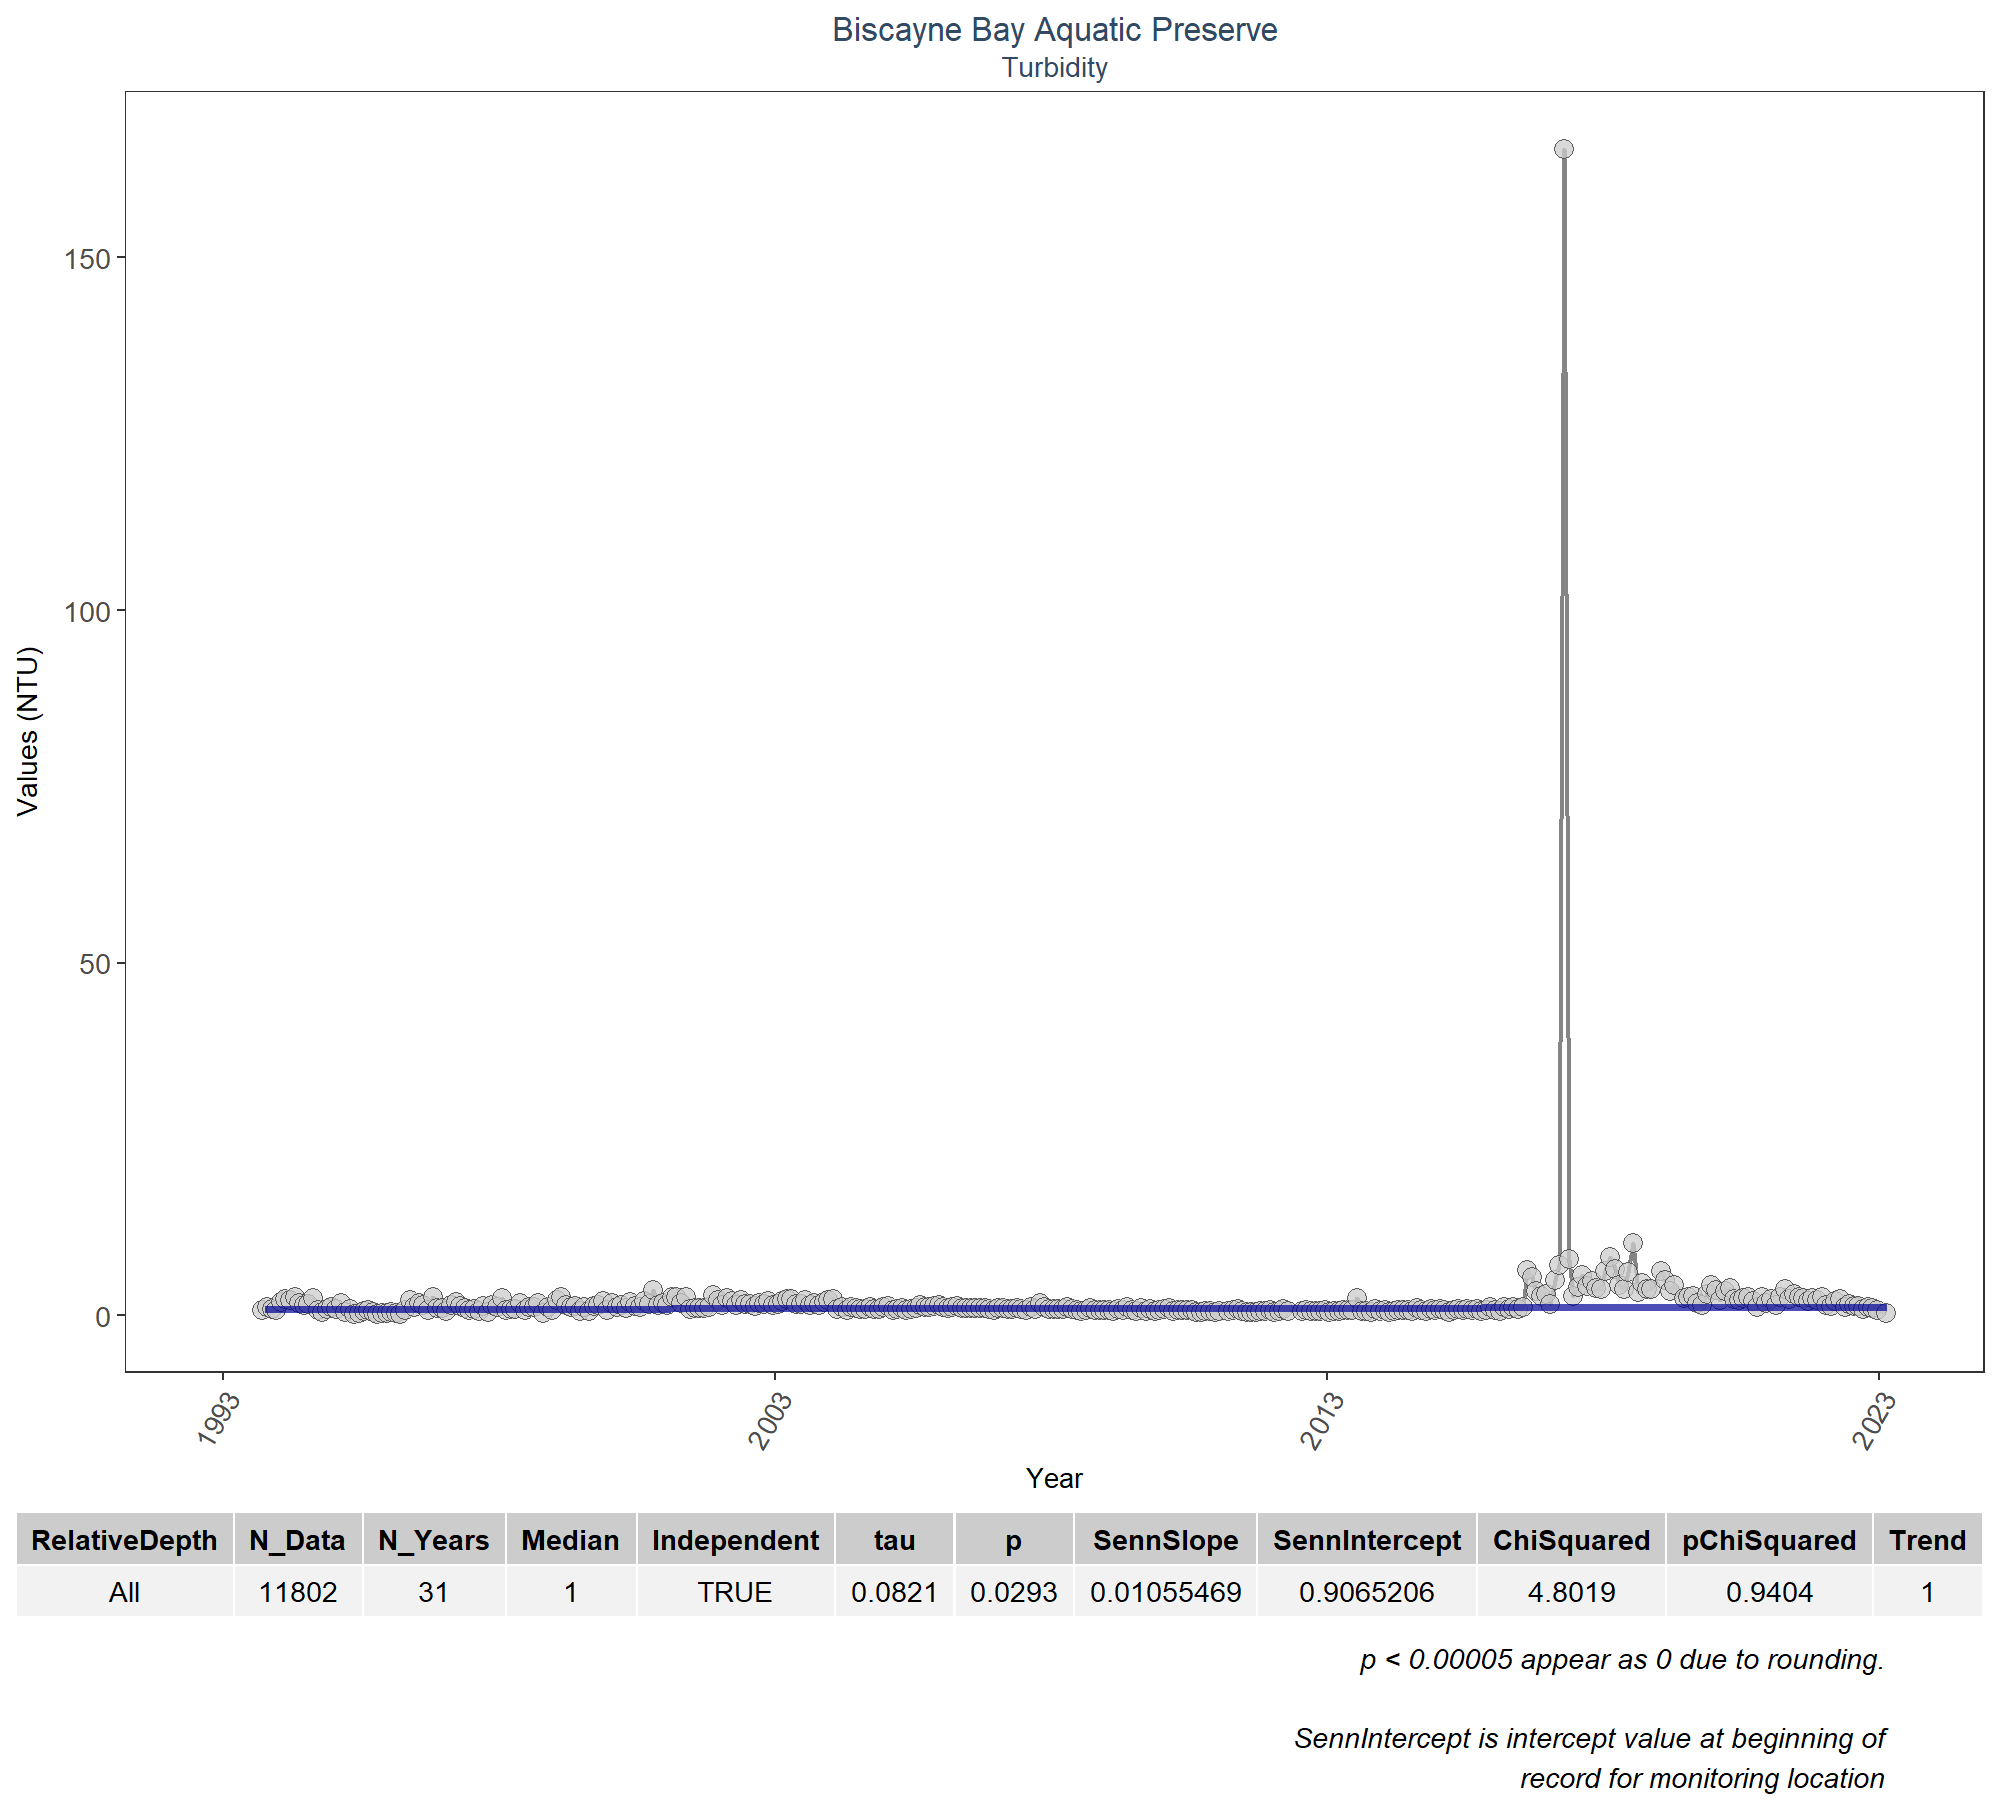 Biscayne Bay Aquatic Preserve
Turbidity
150
100
50
0
Values (NTU)
1993
2003
2013
2023
Year
RelativeDepth N_Data N_Years Median Independent tau p SennSlope SennIntercept ChiSquared pChiSquared Trend
All 11802 31 1 TRUE 0.0821 0.0293 0.01055469 0.9065206 4.8019 0.9404 1
p < 0.00005 appear as 0 due to rounding.
SennIntercept is intercept value at beginning of
record for monitoring location